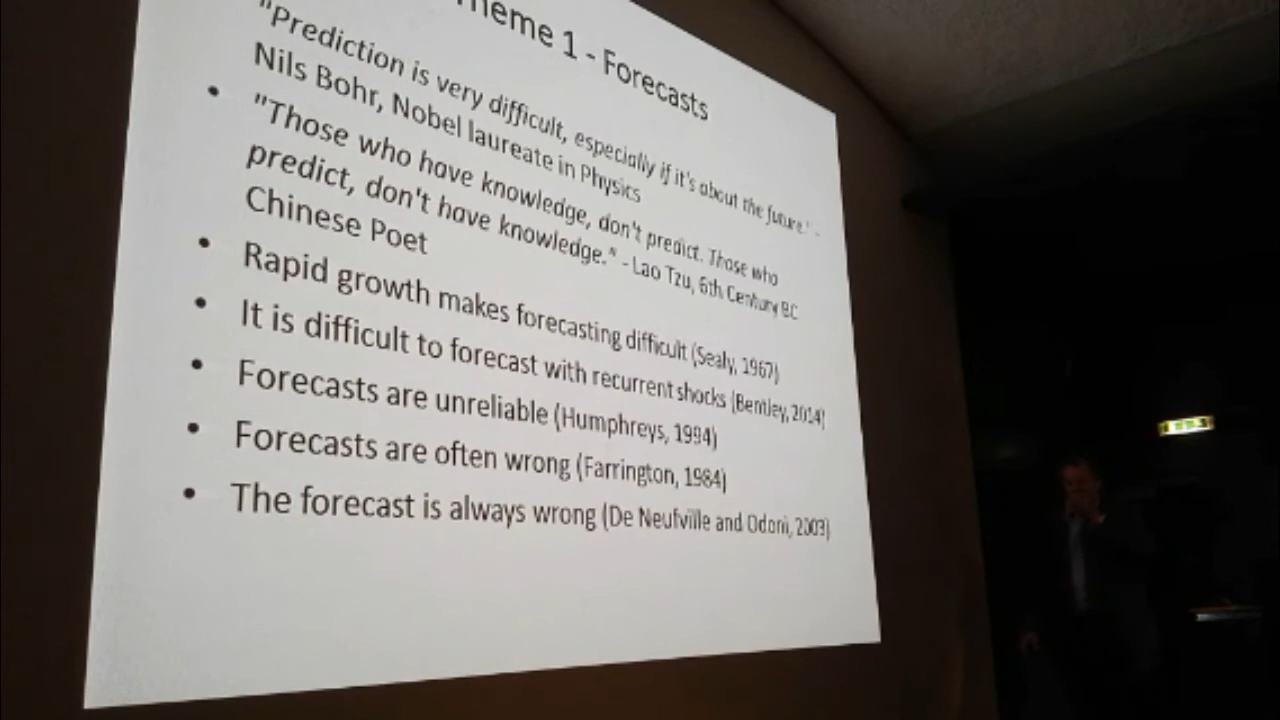 Theme 1 - Forecasts
"Prediction is very difficult, especially if it's about the future." -
Nils Bohr, Nobel laureate in Physics
• "Those who have knowledge, don't predict. Those who
predict, don't have knowledge." - Lao Tzu, 6th Century BC
Chinese Poet
• Rapid growth makes forecasting difficult (Sealy, 1967)
• It is difficult to forecast with recurrent shocks (Bentley, 2014)
• Forecasts are unreliable (Humphreys, 1994)
• Forecasts are often wrong (Farrington, 1984)
• The forecast is always wrong (De Neufville and Odoni, 2003)